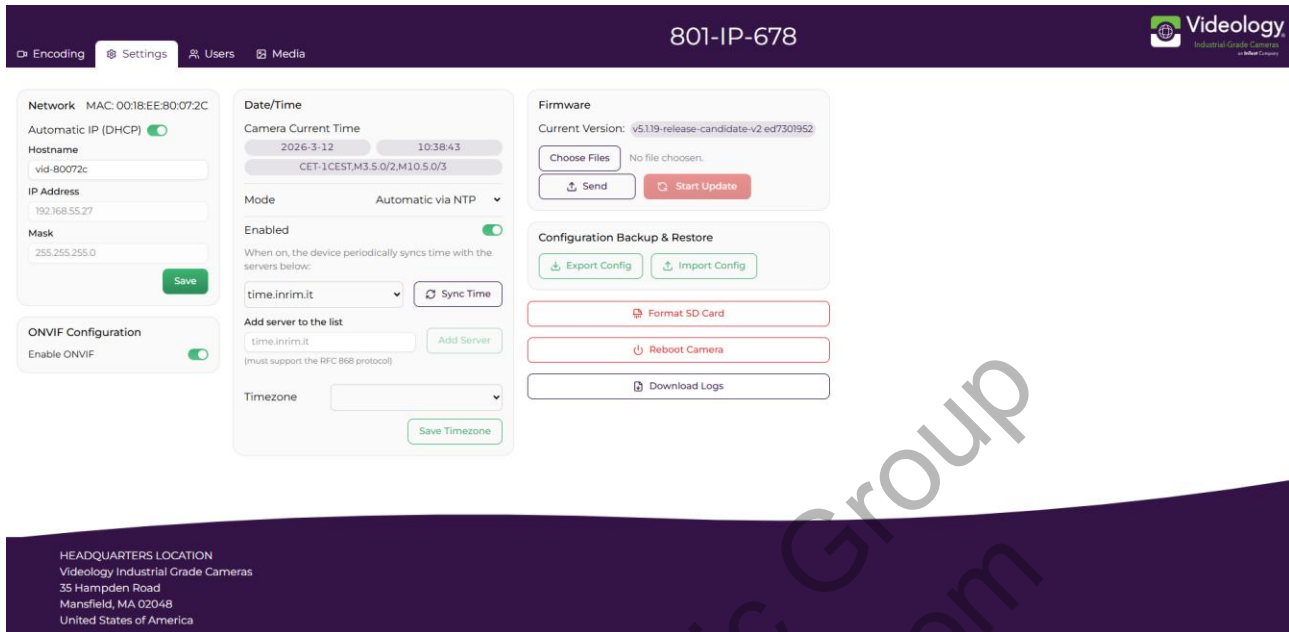 801-IP-678
Videology
Industrial-Grade Cameras
an inTest Company
Encoding
Settings
Users
Media
Network MAC: 00:18:EE:80:07:2C
Automatic IP (DHCP)
Hostname
vid-80072c
IP Address
192.168.55.27
Mask
255.255.255.0
Save
ONVIF Configuration
Enable ONVIF
Date/Time
Camera Current Time
2026-3-12 10:38:43
CET-1CEST,M3.5.0/2,M10.5.0/3
Mode Automatic via NTP
Enabled
When on, the device periodically syncs time with the
servers below:
time.inrim.it Sync Time
Add server to the list
time.inrim.it Add Server
(must support the RFC 868 protocol)
Timezone
Save Timezone
Firmware
Current Version: v5.1.19-release-candidate-v2 ed7301952
Choose Files No file choosen.
Send Start Update
Configuration Backup & Restore
Export Config Import Config
Format SD Card
Reboot Camera
Download Logs
HEADQUARTERS LOCATION
Videology Industrial Grade Cameras
35 Hampden Road
Mansfield, MA 02048
United States of America
Group